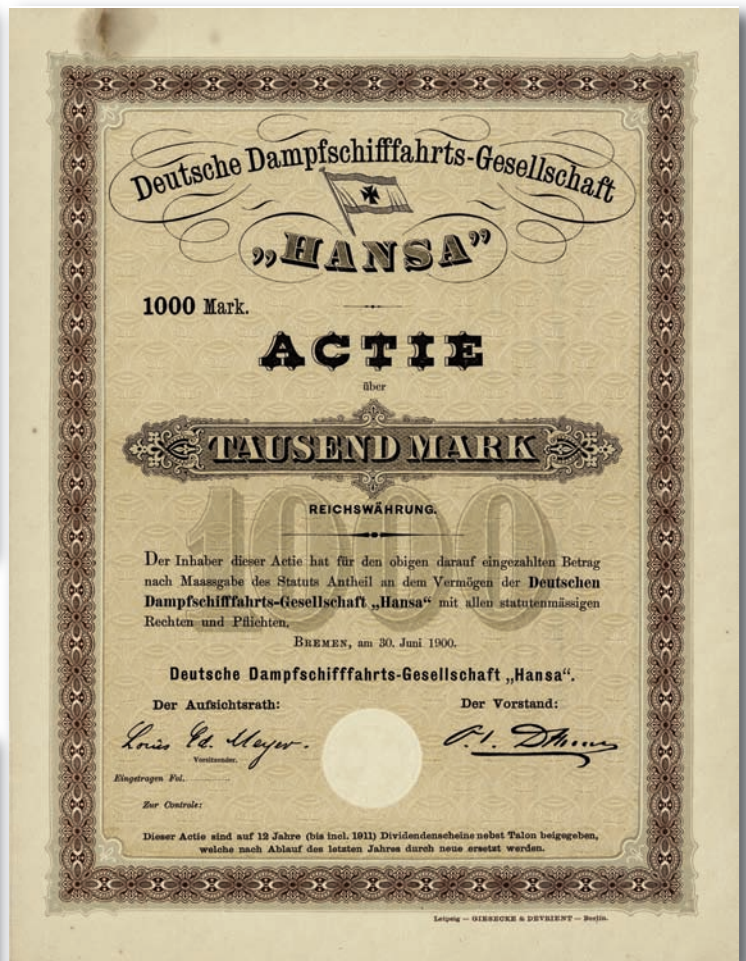 Deutsche Dampfschifffahrts-Gesellschaft
„HANSA”
1000 Mark.
ACTIE
über
TAUSEND MARK
1000
REICHSWÄHRUNG.
Der Inhaber dieser Actie hat für den obigen darauf eingezahlten Betrag
nach Maassgabe des Statuts Antheil an dem Vermögen der Deutschen
Dampfschifffahrts-Gesellschaft „Hansa“ mit allen statutenmässigen
Rechten und Pflichten.
BREMEN, am 30. Juni 1900.
Deutsche Dampfschifffahrts-Gesellschaft „Hansa“.
Der Aufsichtsrath: Der Vorstand:
Louis Ed. Meyer.
Vorsitzender.
Eingetragen Fol.
Zur Controle:
Dieser Actie sind auf 12 Jahre (bis incl. 1911) Dividendenscheine nebst Talon beigegeben,
welche nach Ablauf des letzten Jahres durch neue ersetzt werden.
Leipzig — GIESECKE & DEVRIENT — Berlin.